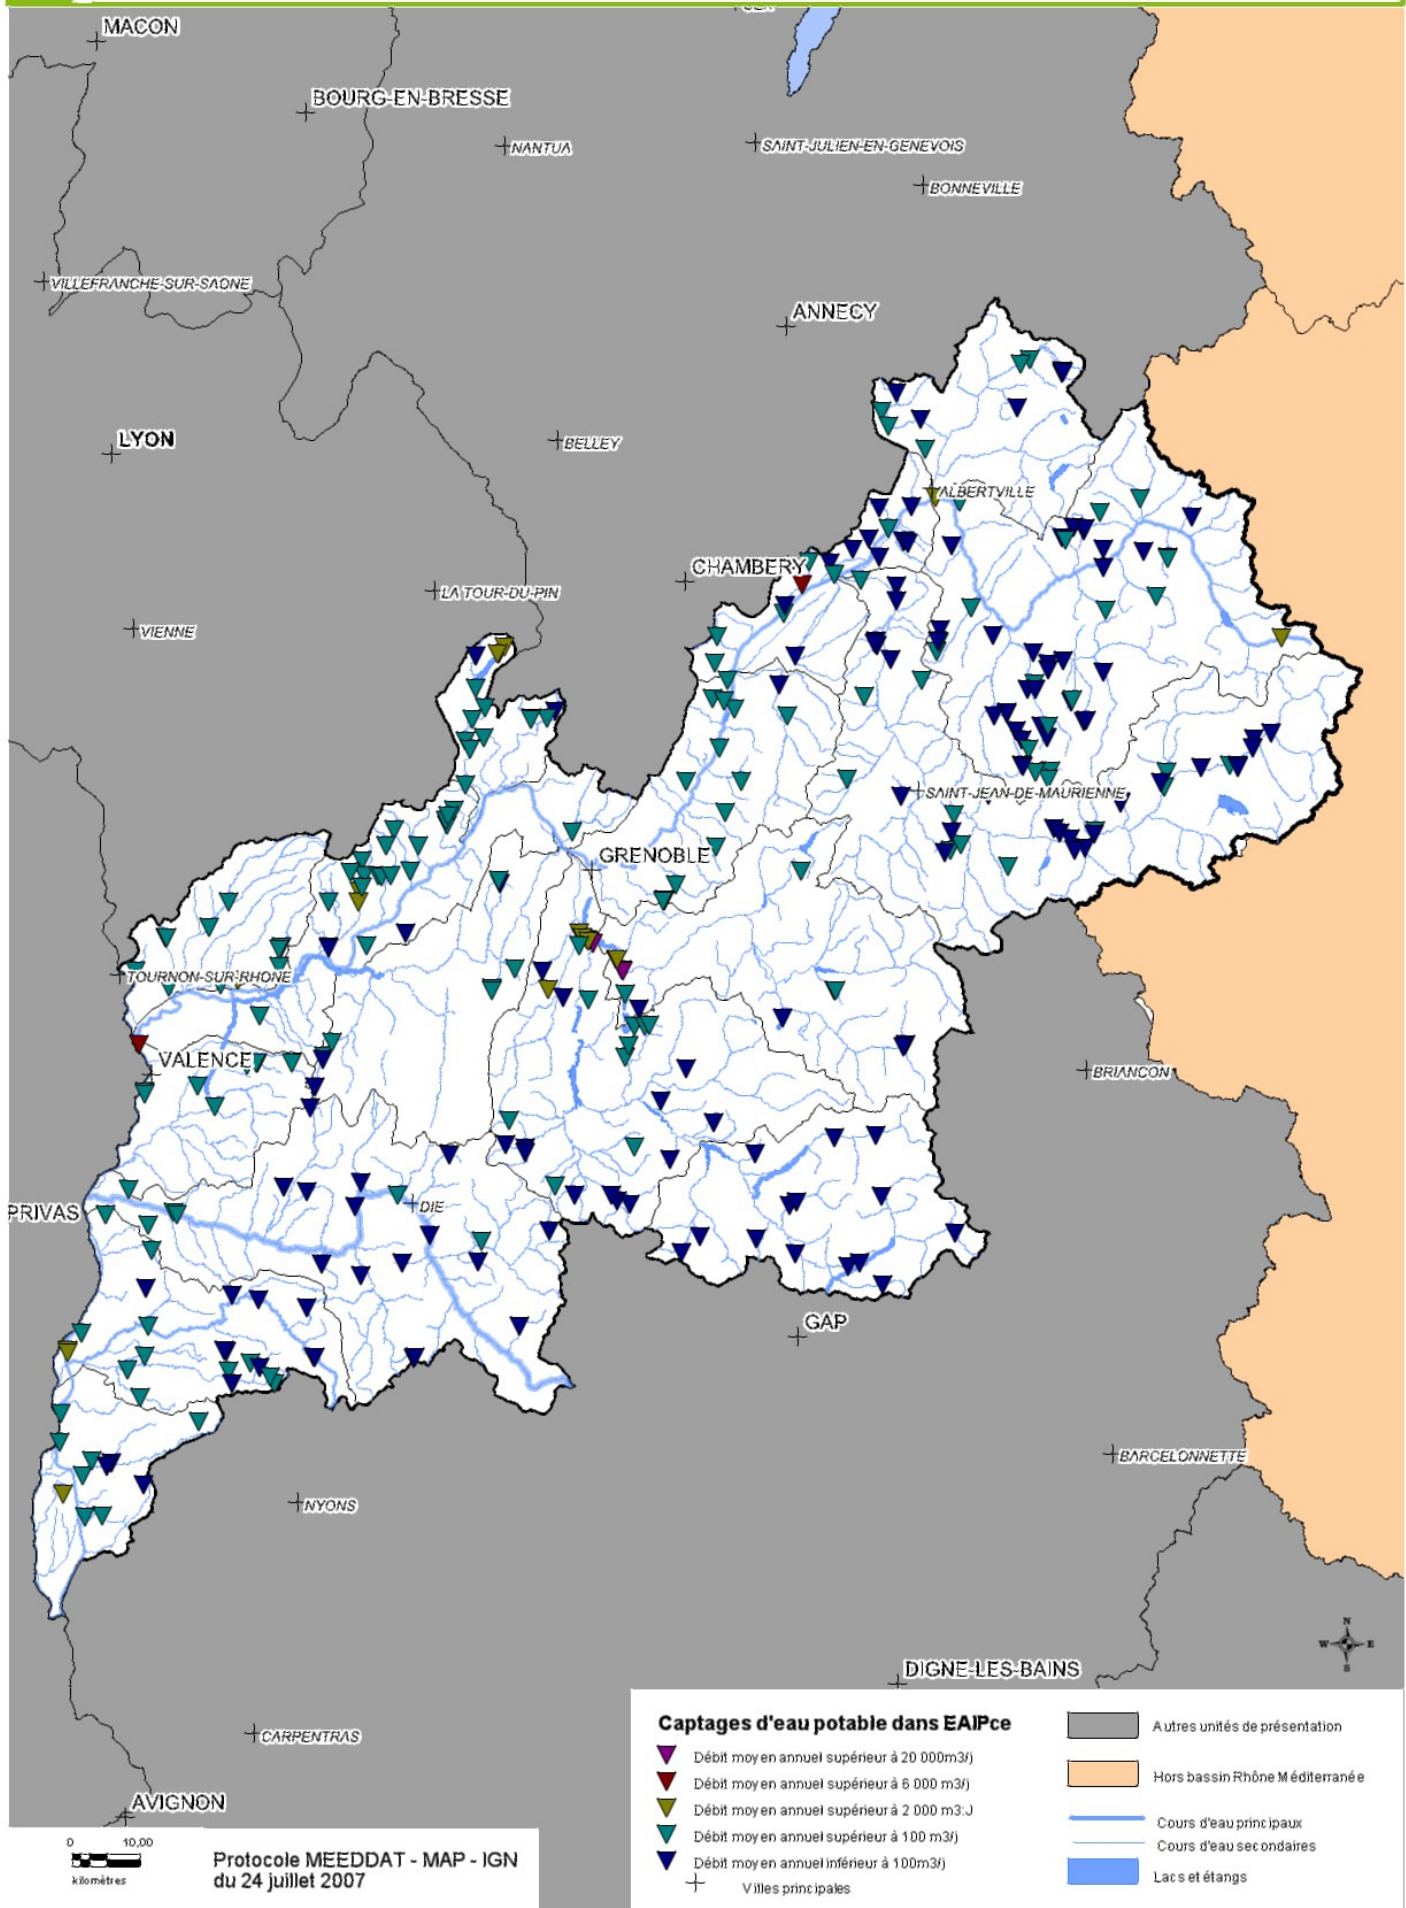 MACON
BOURG-EN-BRESSE
NANTUA
SAINT-JULIEN-EN-GENEVOIS
BONNEVILLE
VILLEFRANCHE-SUR-SAONE
ANNECY
LYON
BELLEY
ALBERTVILLE
CHAMBERY
LA TOUR-DU-PIN
VIENNE
SAINT-JEAN-DE-MAURIENNE
GRENOBLE
TOURNON-SUR-RHONE
VALENCE
BRIANCON
PRIVAS
DIE
GAP
BARCELONNETTE
NYONS
DIGNE-LES-BAINS
CARPENTRAS
AVIGNON
0 10,00
kilomètres
Protocole MEEDDAT - MAP - IGN
du 24 juillet 2007
N
W E
S
Captages d'eau potable dans EAIPce
Débit moyen annuel supérieur à 20 000m3/j
Débit moyen annuel supérieur à 6 000 m3/j
Débit moyen annuel supérieur à 2 000 m3:J
Débit moyen annuel supérieur à 100 m3/j
Débit moyen annuel inférieur à 100m3/j
Villes principales
Autres unités de présentation
Hors bassin Rhône Méditerranée
Cours d'eau principaux
Cours d'eau secondaires
Lacs et étangs